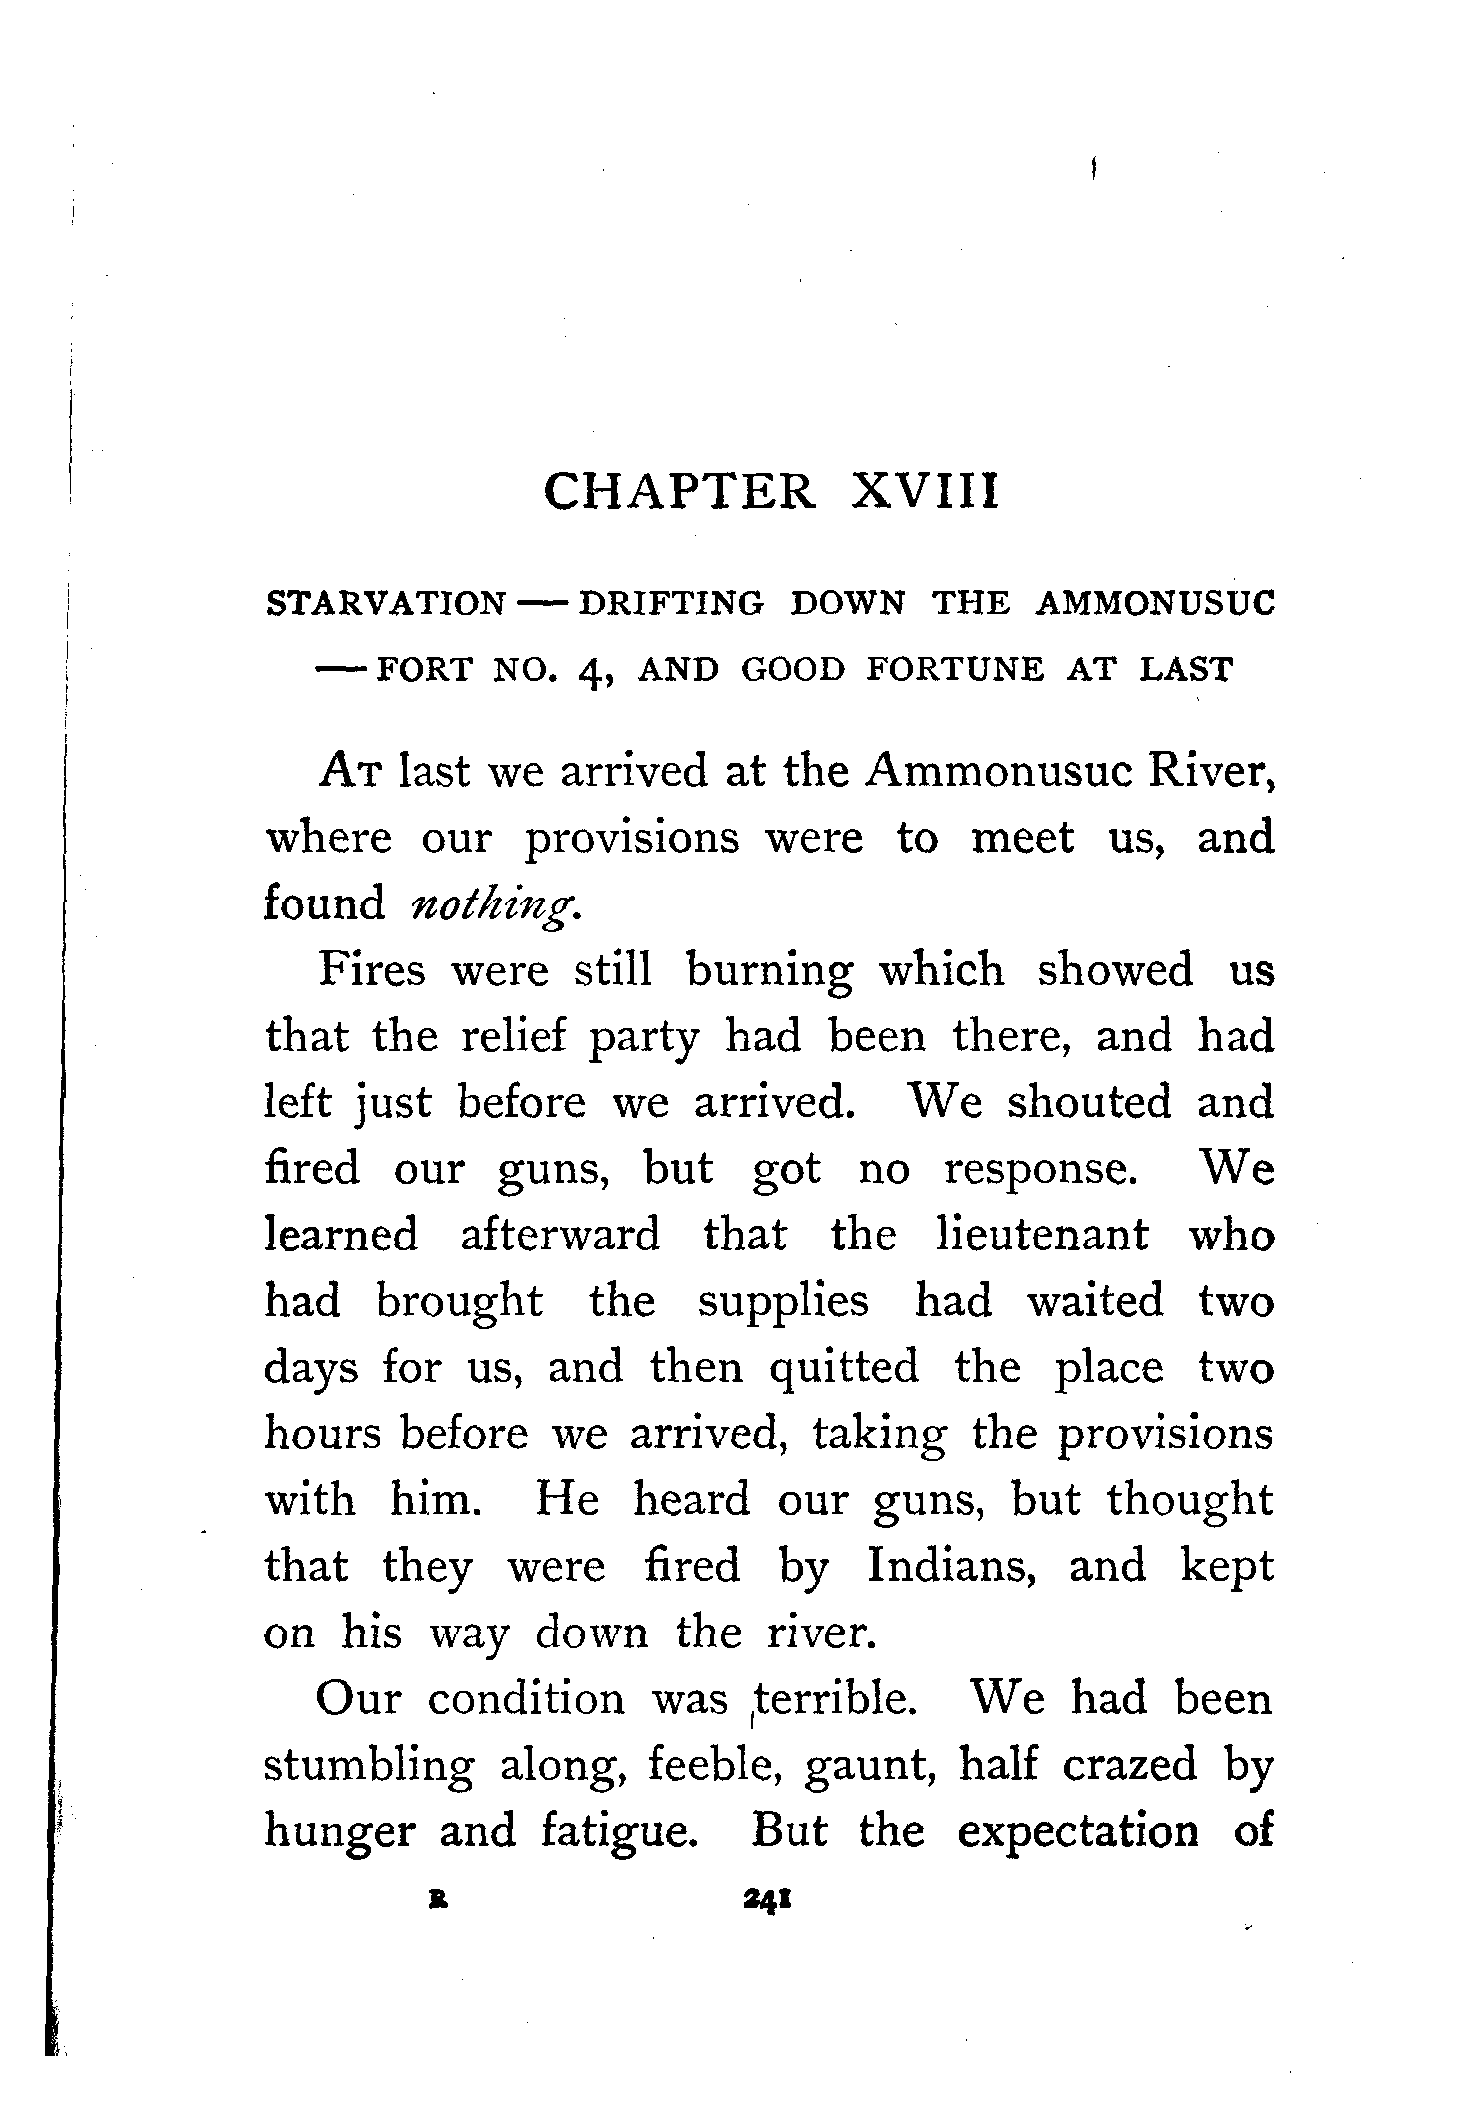 CHAPTER XVIII
STARVATION — DRIFTING DOWN THE AMMONUSUC
— FORT NO. 4, AND GOOD FORTUNE AT LAST
AT last we arrived at the Ammonusuc River,
where our provisions were to meet us, and
found nothing.
Fires were still burning which showed us
that the relief party had been there, and had
left just before we arrived. We shouted and
fired our guns, but got no response. We
learned afterward that the lieutenant who
had brought the supplies had waited two
days for us, and then quitted the place two
hours before we arrived, taking the provisions
with him. He heard our guns, but thought
that they were fired by Indians, and kept
on his way down the river.
Our condition was terrible. We had been
stumbling along, feeble, gaunt, half crazed by
hunger and fatigue. But the expectation of
R 241